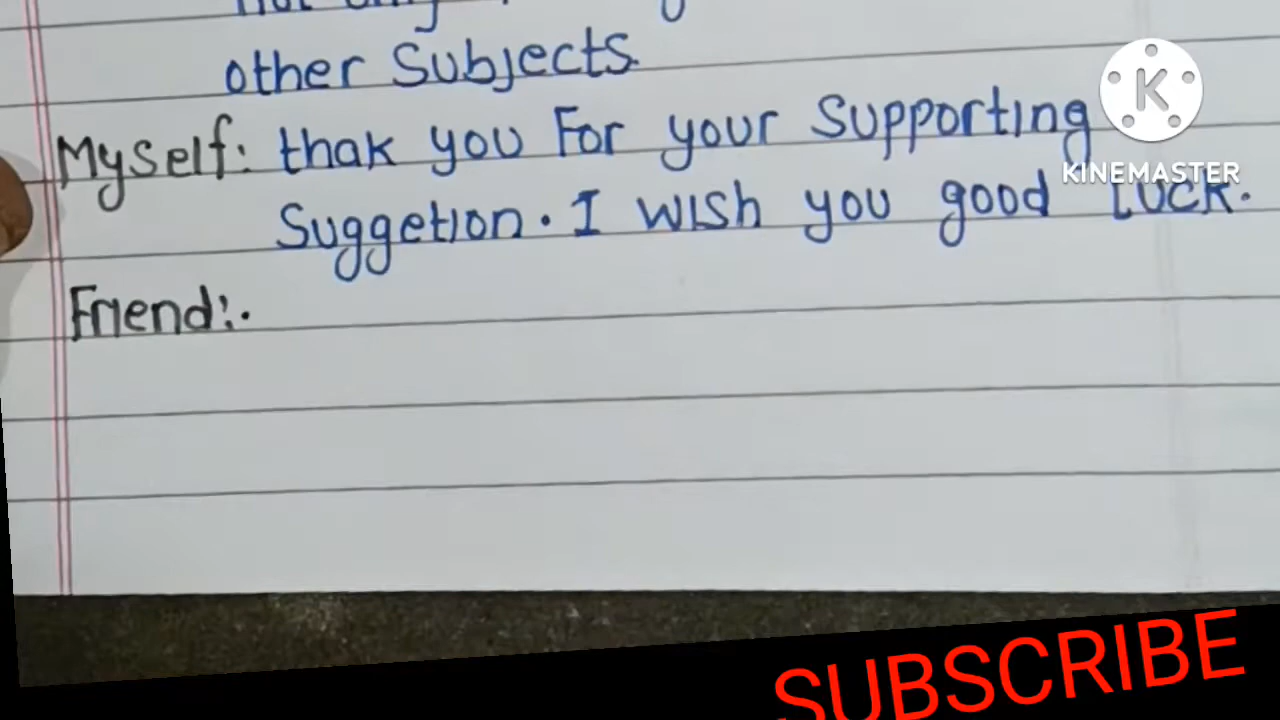 other Subjects.
Myself: thak you For your Supporting
Suggetion. I wish you good luck.
Friend:.
K
KINEMASTER
SUBSCRIBE